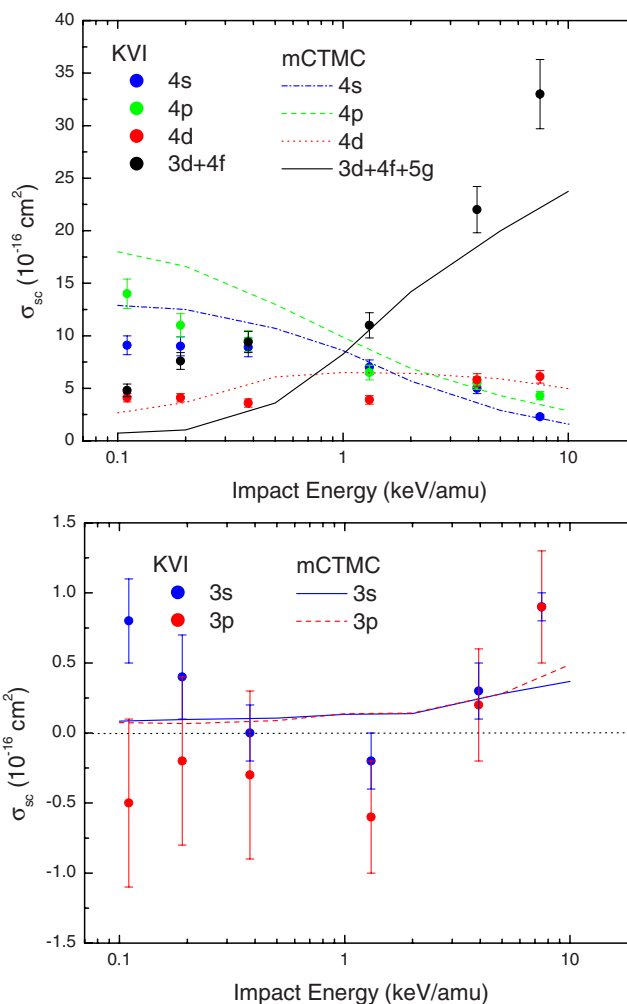 40
35
30
25
20
15
10
5
0
σsc (10⁻¹⁶ cm²)
KVI
4s
4p
4d
3d+4f
mCTMC
4s
4p
4d
3d+4f+5g
0.1 1 10
Impact Energy (keV/amu)
1.5
1.0
0.5
0.0
-0.5
-1.0
-1.5
σsc (10⁻¹⁶ cm²)
KVI
3s
3p
mCTMC
3s
3p
0.1 1 10
Impact Energy (keV/amu)